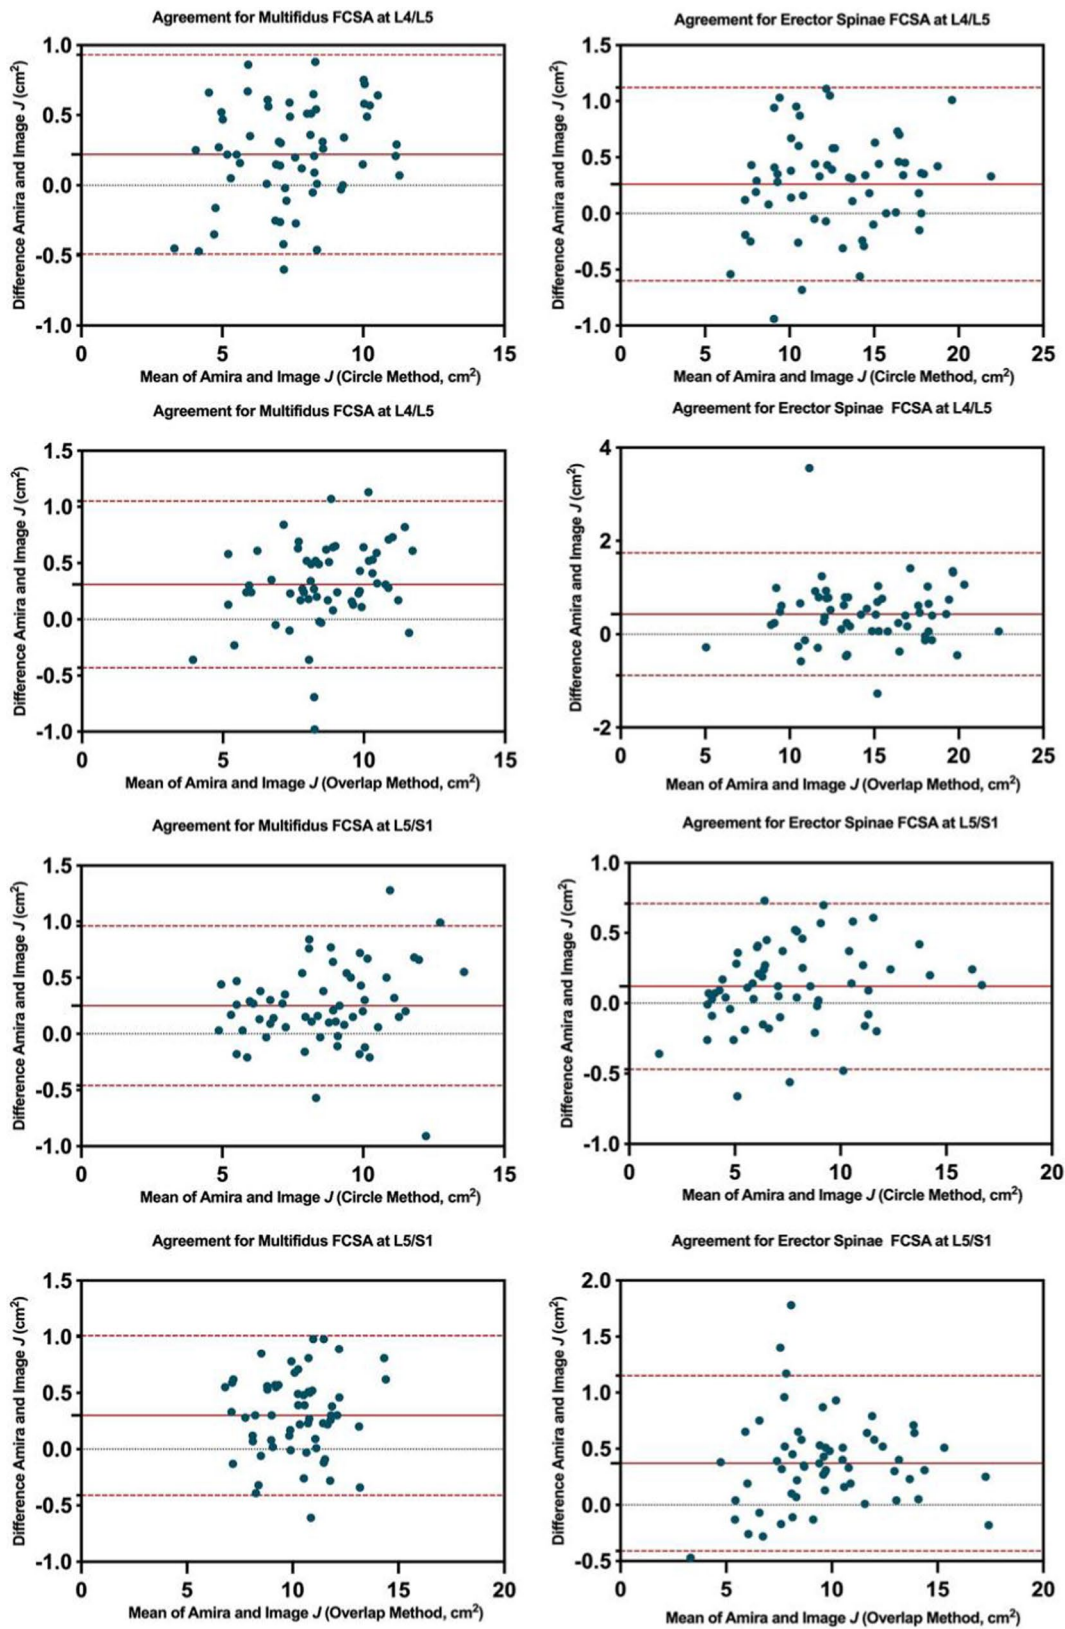 Agreement for Multifidus FCSA at L4/L5
Difference Amira and Image J (cm²)
1.0
0.5
0.0
-0.5
-1.0
0 5 10 15
Mean of Amira and Image J (Circle Method, cm²)
Agreement for Erector Spinae FCSA at L4/L5
Difference Amira and Image J (cm²)
1.5
1.0
0.5
0.0
-0.5
-1.0
0 5 10 15 20 25
Mean of Amira and Image J (Circle Method, cm²)
Agreement for Multifidus FCSA at L4/L5
Difference Amira and Image J (cm²)
1.5
1.0
0.5
0.0
-0.5
-1.0
0 5 10 15
Mean of Amira and Image J (Overlap Method, cm²)
Agreement for Erector Spinae FCSA at L4/L5
Difference Amira and Image J (cm²)
4
2
0
-2
0 5 10 15 20 25
Mean of Amira and Image J (Overlap Method, cm²)
Agreement for Multifidus FCSA at L5/S1
Difference Amira and Image J (cm²)
1.5
1.0
0.5
0.0
-0.5
-1.0
0 5 10 15
Mean of Amira and Image J (Circle Method, cm²)
Agreement for Erector Spinae FCSA at L5/S1
Difference Amira and Image J (cm²)
1.0
0.5
0.0
-0.5
-1.0
0 5 10 15 20
Mean of Amira and Image J (Circle Method, cm²)
Agreement for Multifidus FCSA at L5/S1
Difference Amira and Image J (cm²)
1.5
1.0
0.5
0.0
-0.5
-1.0
0 5 10 15 20
Mean of Amira and Image J (Overlap Method, cm²)
Agreement for Erector Spinae FCSA at L5/S1
Difference Amira and Image J (cm²)
2.0
1.5
1.0
0.5
0.0
-0.5
0 5 10 15 20
Mean of Amira and Image J (Overlap Method, cm²)